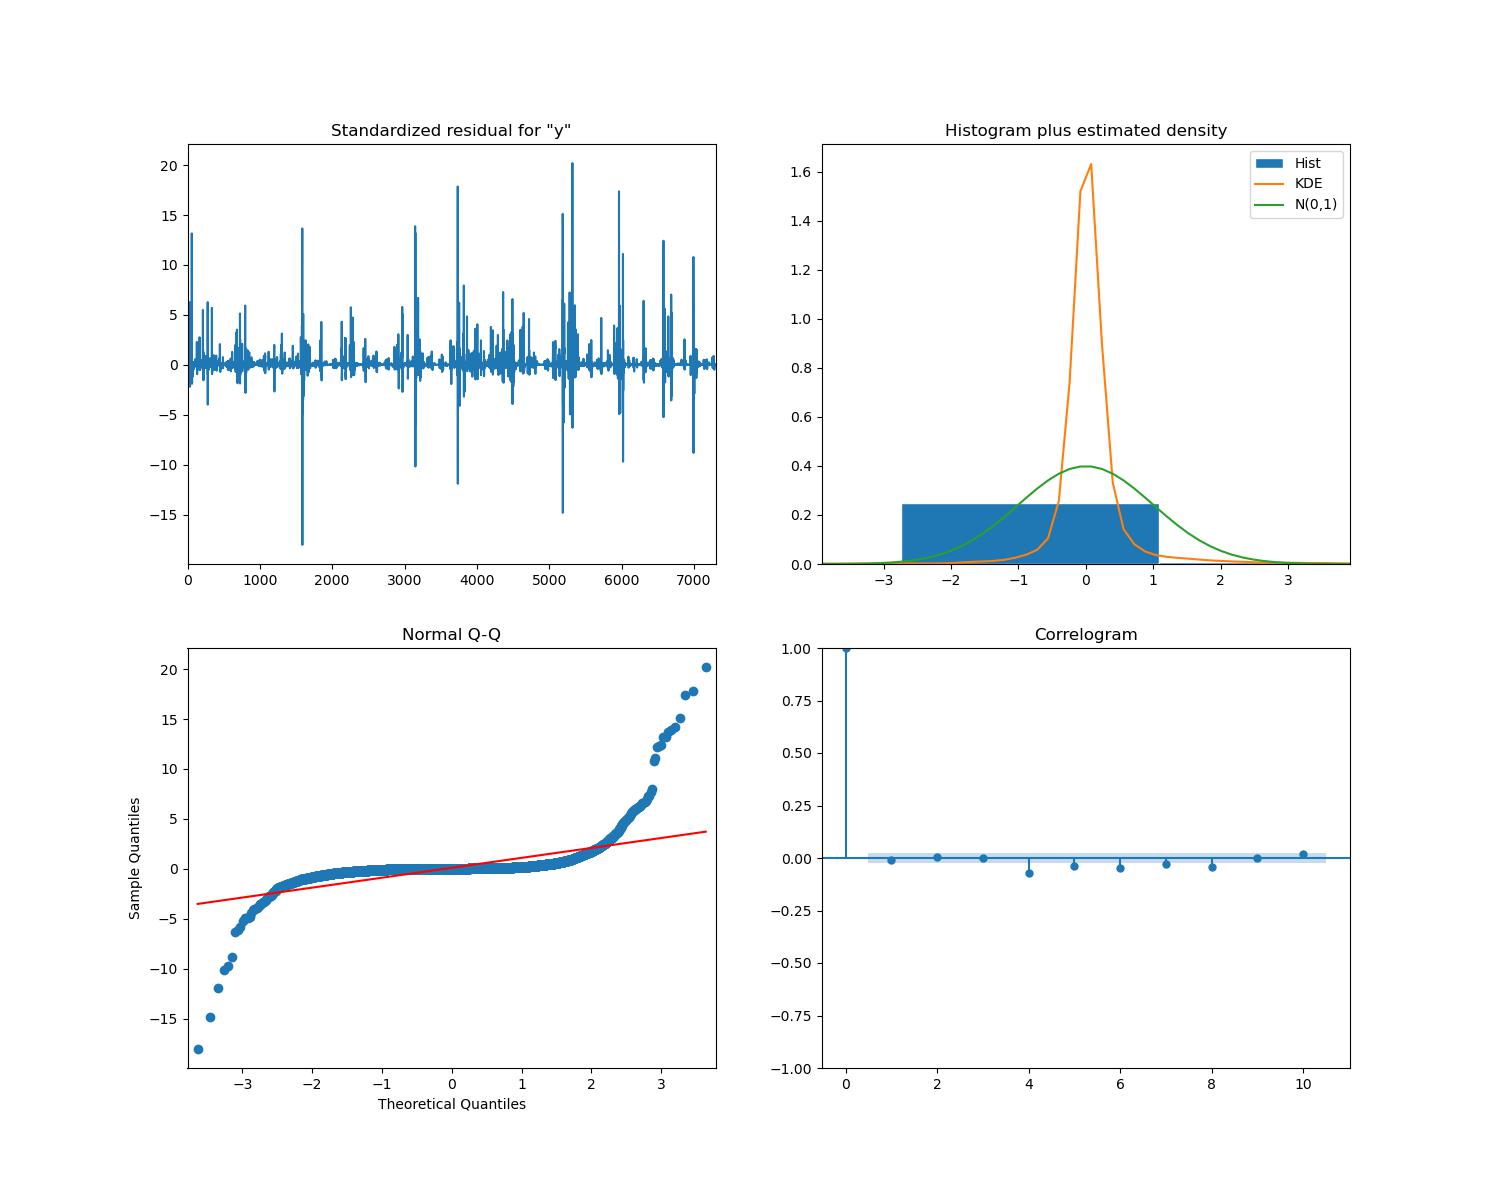 Standardized residual for "y"
20
15
10
5
0
−5
−10
−15
0 1000 2000 3000 4000 5000 6000 7000
Histogram plus estimated density
Hist
KDE
N(0,1)
1.6
1.4
1.2
1.0
0.8
0.6
0.4
0.2
0.0
−3 −2 −1 0 1 2 3
Normal Q-Q
Sample Quantiles
20
15
10
5
0
−5
−10
−15
−3 −2 −1 0 1 2 3
Theoretical Quantiles
Correlogram
1.00
0.75
0.50
0.25
0.00
−0.25
−0.50
−0.75
−1.00
0 2 4 6 8 10